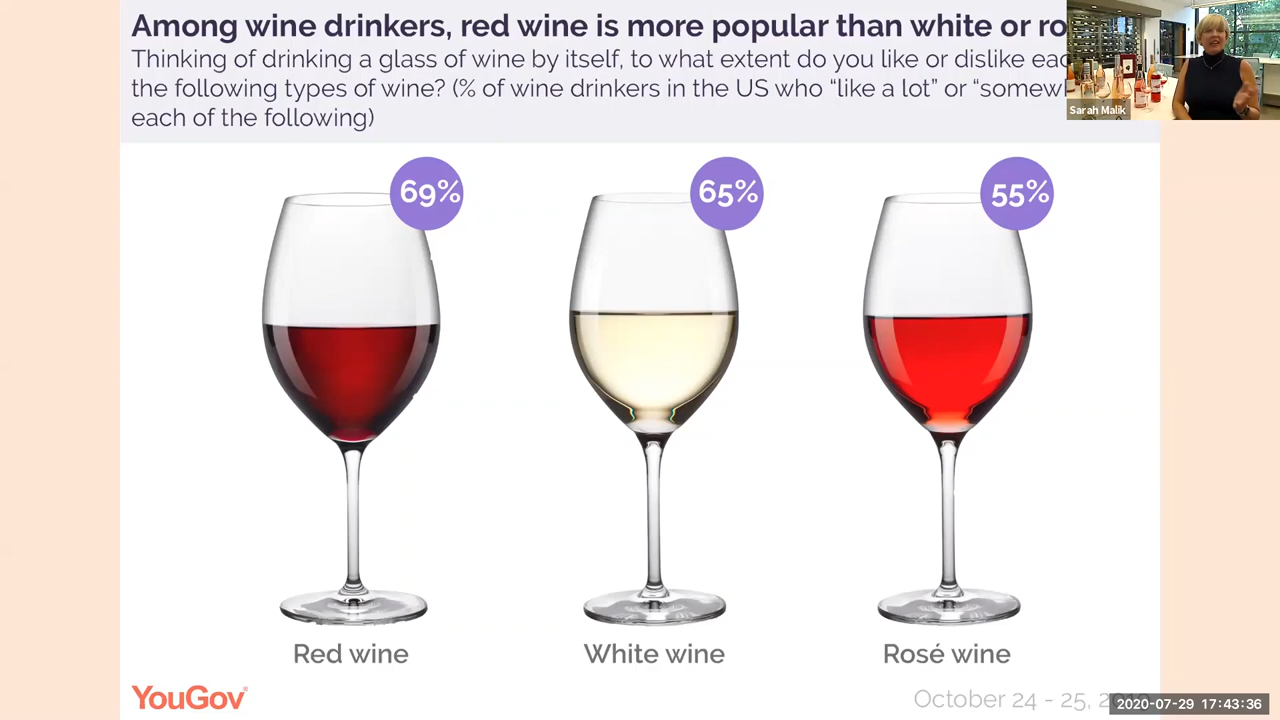 Among wine drinkers, red wine is more popular than white or
Thinking of drinking a glass of wine by itself, to what extent do you like or dislike
the following types of wine? (% of wine drinkers in the US who “like a lot” or
each of the following)
Sarah Malik
69%
65%
55%
Red wine
White wine
Rosé wine
YouGov
October 24 - 25,
2020-07-29 17:43:36